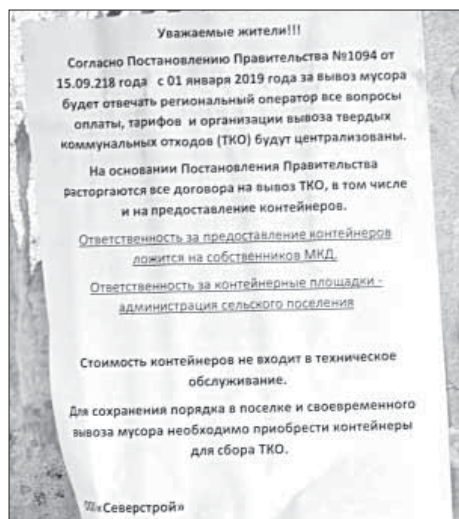 Уважаемые жители!!!
Согласно Постановлению Правительства №1094 от
15.09.218 года с 01 января 2019 года за вывоз мусора
будет отвечать региональный оператор все вопросы
оплаты, тарифов и организации вывоза твердых
коммунальных отходов (ТКО) будут централизованы.
На основании Постановления Правительства
расторгаются все договора на вывоз ТКО, в том числе
и на предоставление контейнеров.
Ответственность за предоставление контейнеров
ложится на собственников МКД.
Ответственность за контейнерные площадки -
администрация сельского поселения
Стоимость контейнеров не входит в техническое
обслуживание.
Для сохранения порядка в поселке и своевременного
вывоза мусора необходимо приобрести контейнеры
для сбора ТКО.
ООО «Северстрой»